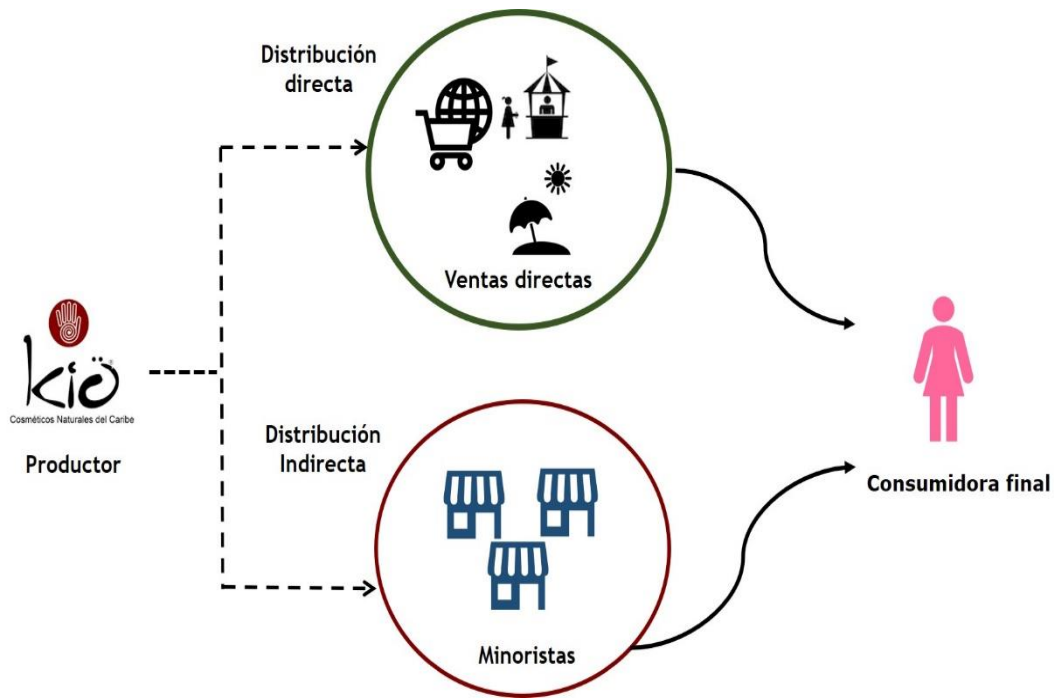 Distribución
directa
Ventas directas
kiö
Cosméticos Naturales del Caribe
Productor
Distribución
Indirecta
Minoristas
Consumidora final